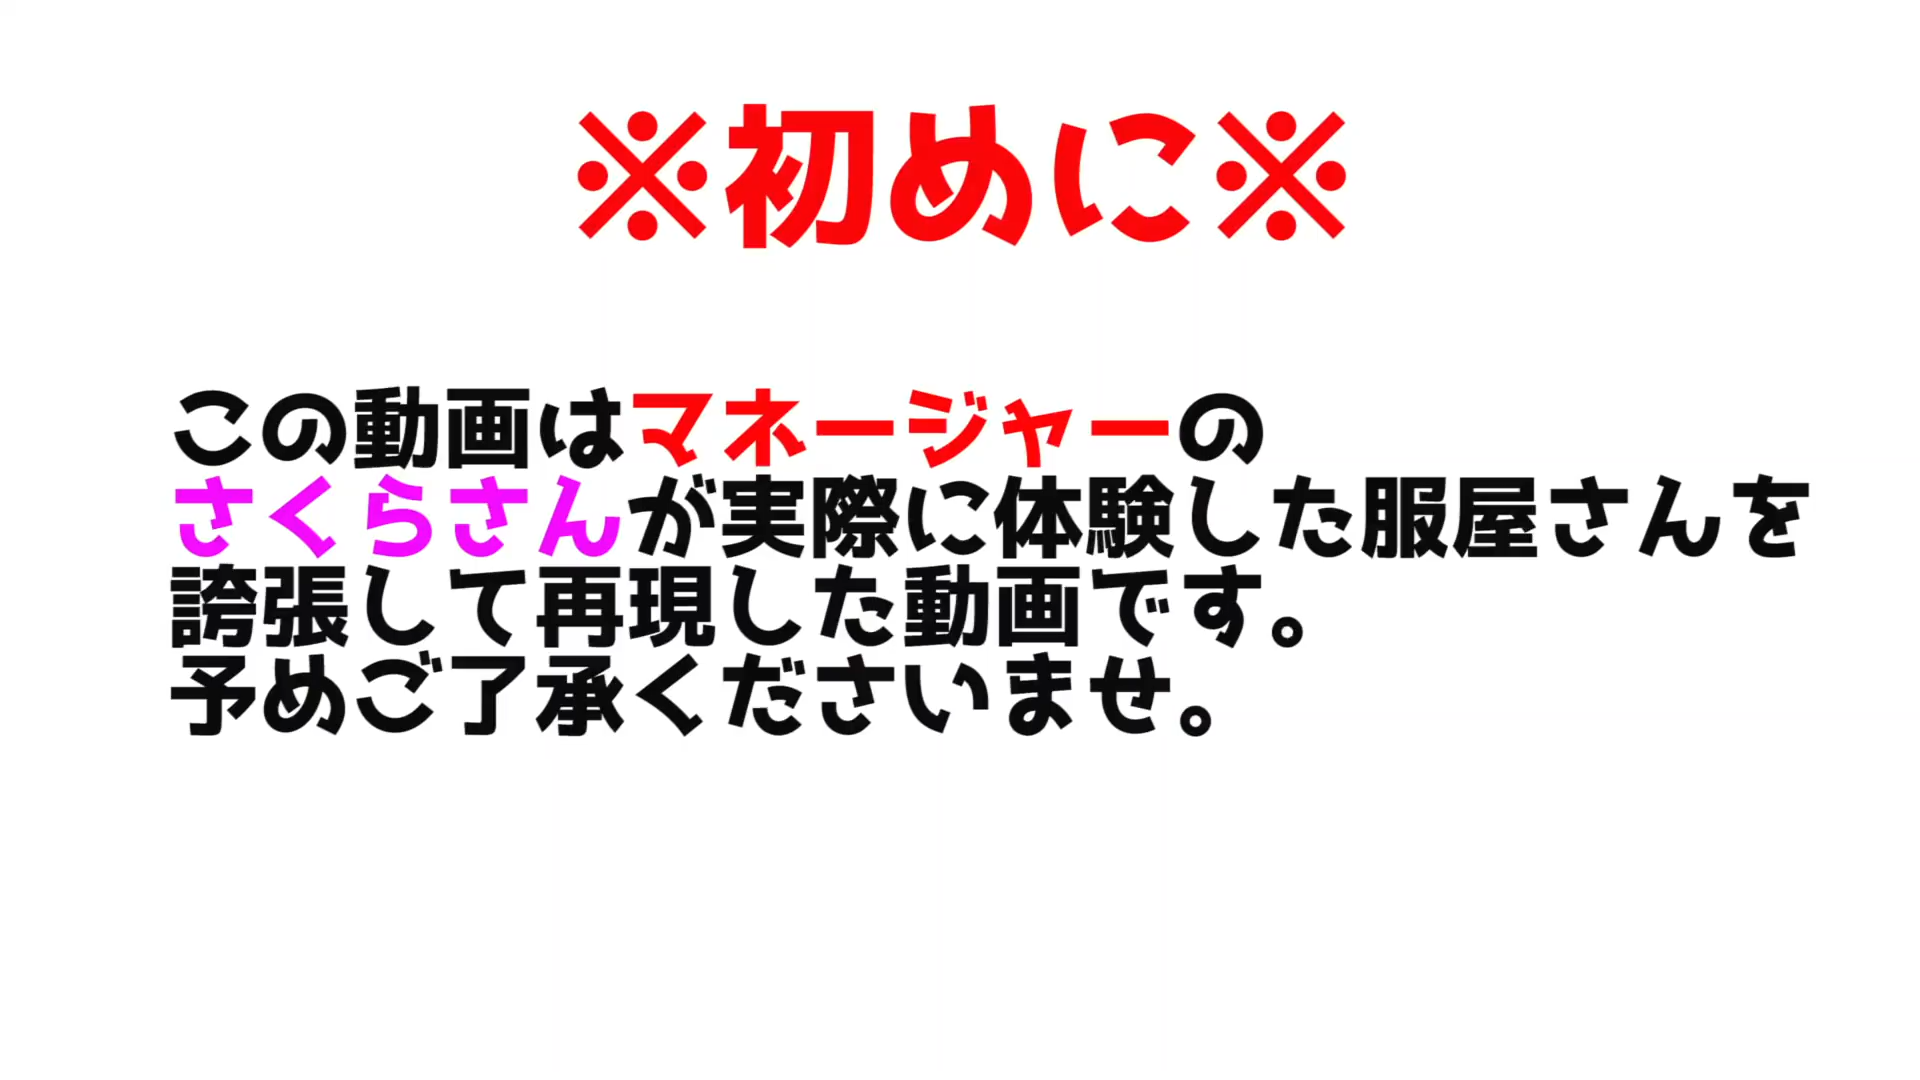 ※初めに※
この動画はマネージャーの
さくらさんが実際に体験した服屋さんを
誇張して再現した動画です。
予めご了承くださいませ。